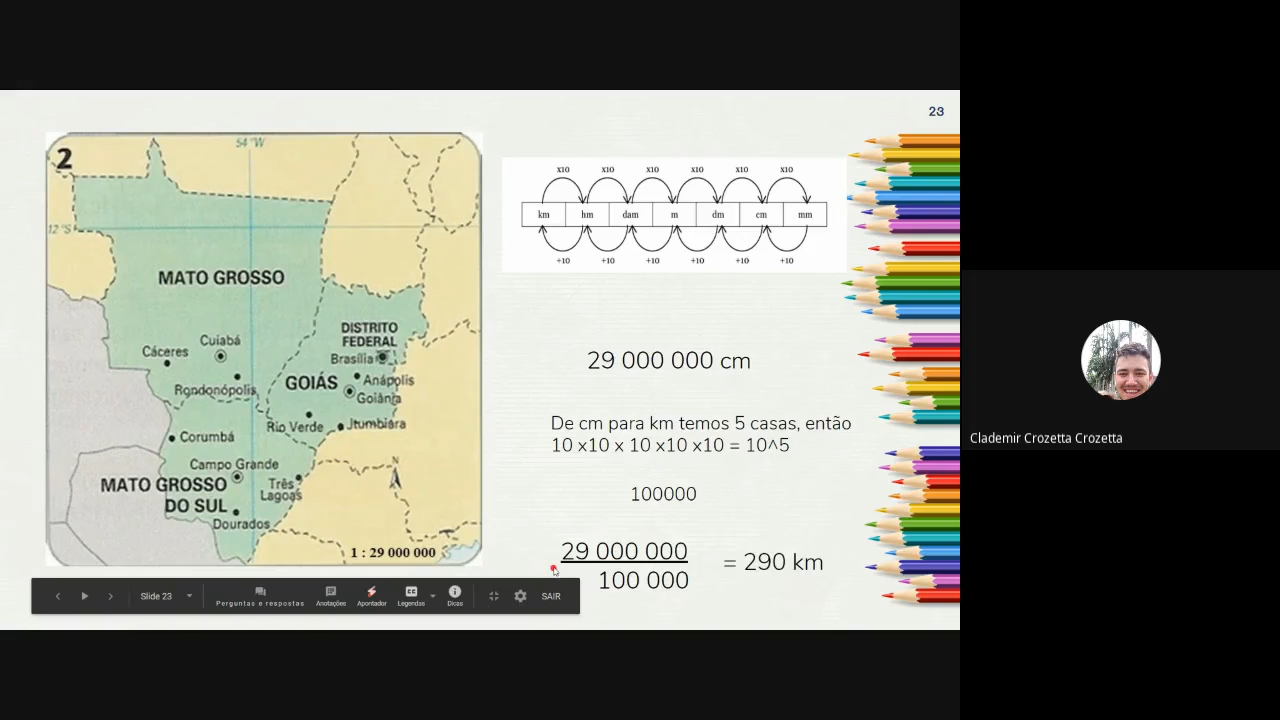 23
2
54 °W
12 °S
MATO GROSSO
DISTRITO
FEDERAL
Brasília
Cuiabá
Cáceres
Rondonópolis
GOIÁS
Anápolis
Goiânia
Rio Verde
Itumbiara
Corumbá
Campo Grande
MATO GROSSO
DO SUL
Três
Lagoas
Dourados
N
1 : 29 000 000
x10 x10 x10 x10 x10 x10
km hm dam m dm cm mm
÷10 ÷10 ÷10 ÷10 ÷10 ÷10
29 000 000 cm
De cm para km temos 5 casas, então
10 x10 x 10 x10 x10 = 10^5
100000
29 000 000
100 000
= 290 km
Slide 23
Perguntas e respostas
Anotações
Apontador
Legendas
Dicas
SAIR
Clademir Crozetta Crozetta